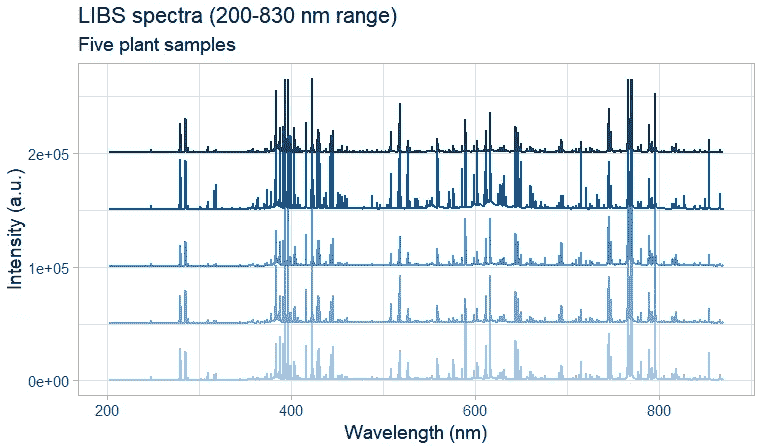 LIBS spectra (200-830 nm range)
Five plant samples
Intensity (a.u.)
2e+05
1e+05
0e+00
200 400 600 800
Wavelength (nm)